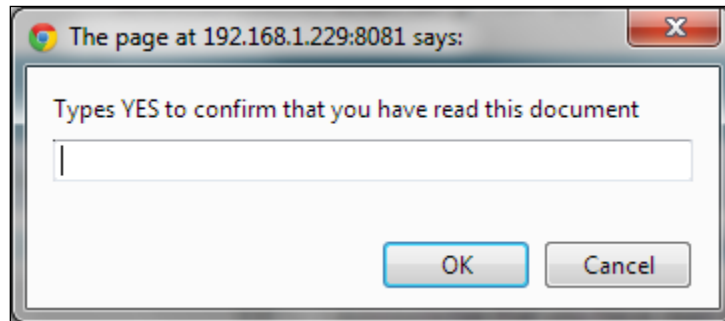 The page at 192.168.1.229:8081 says:
Types YES to confirm that you have read this document
OK Cancel